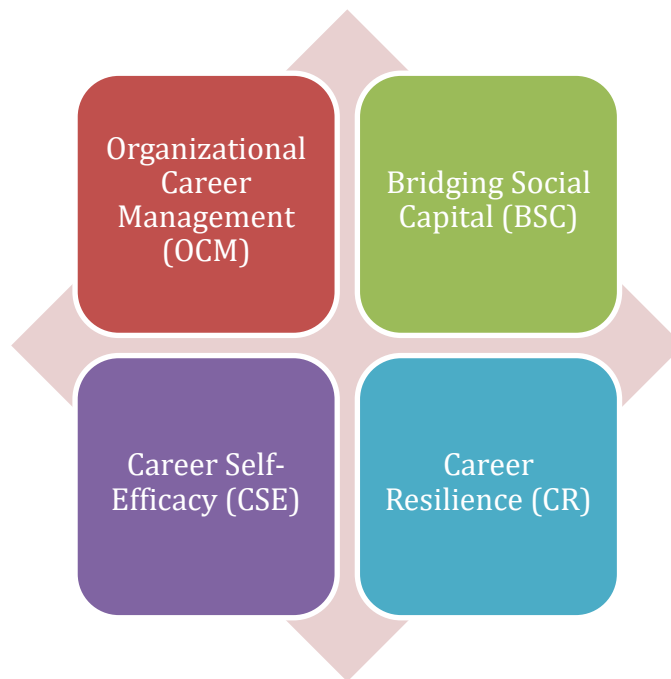 Organizational
Career
Management
(OCM)
Bridging Social
Capital (BSC)
Career Self-
Efficacy (CSE)
Career
Resilience (CR)